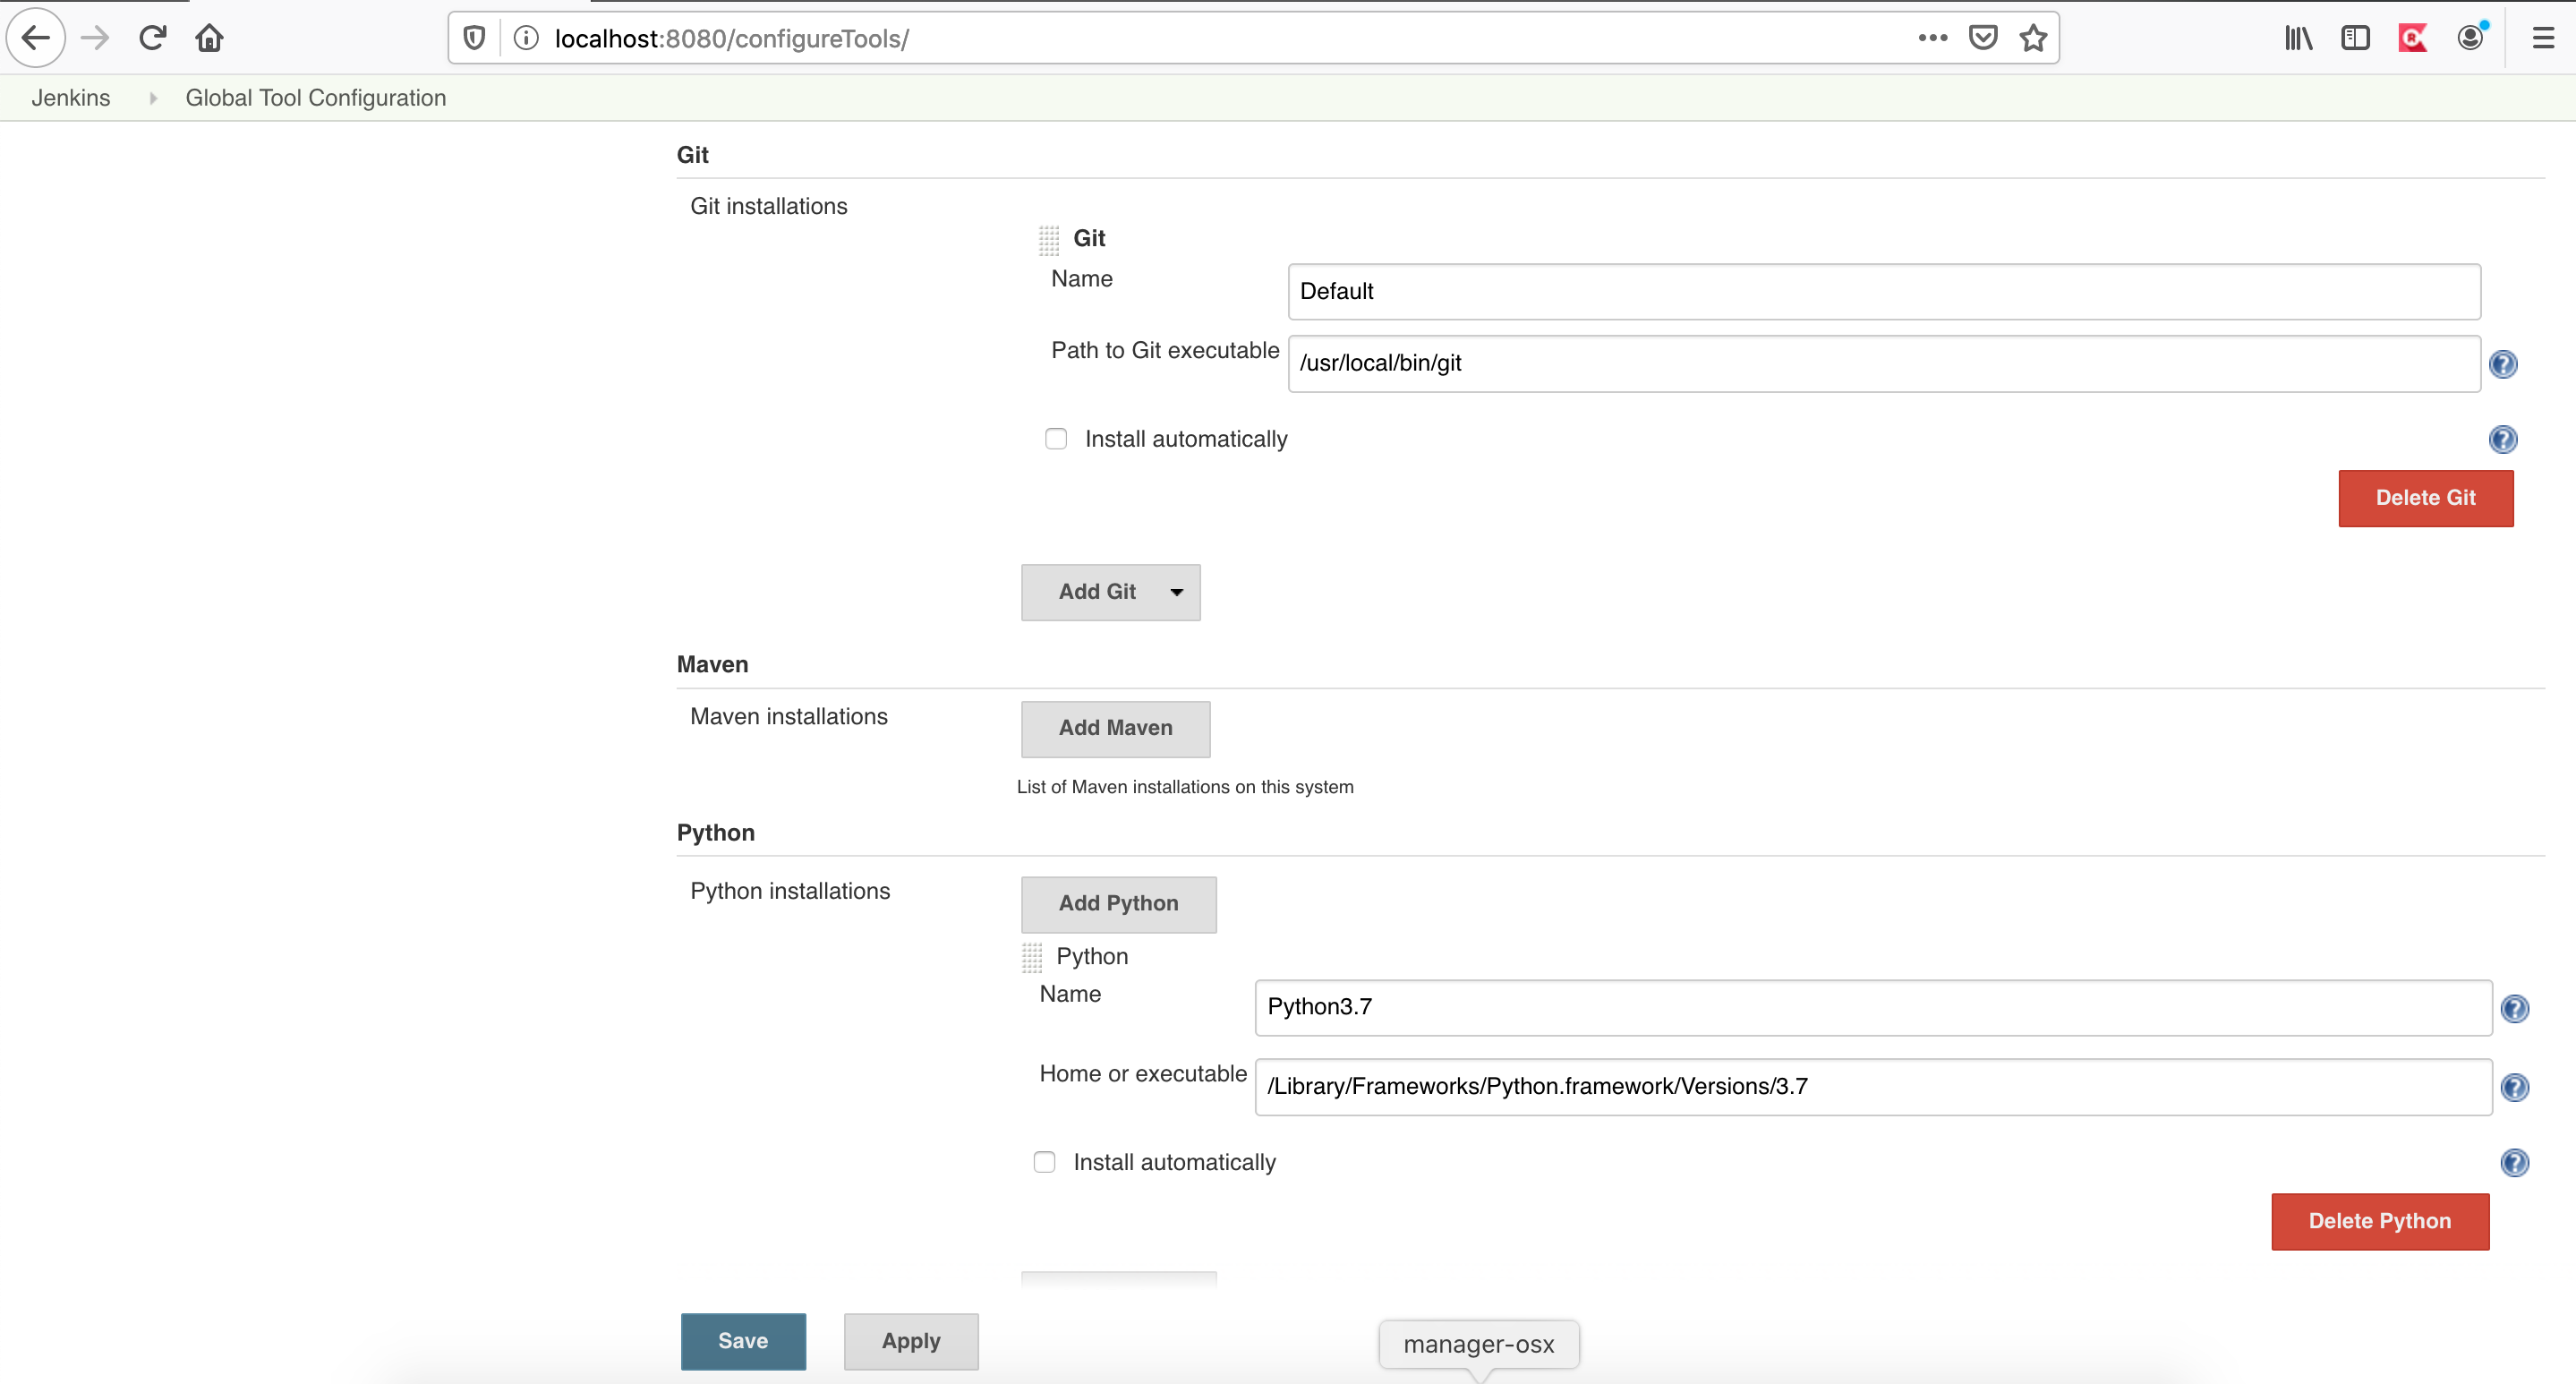 localhost:8080/configureTools/
Jenkins Global Tool Configuration
Git
Git installations
Git
Name Default
Path to Git executable /usr/local/bin/git
Install automatically
Delete Git
Add Git
Maven
Maven installations Add Maven
List of Maven installations on this system
Python
Python installations Add Python
Python
Name Python3.7
Home or executable /Library/Frameworks/Python.framework/Versions/3.7
Install automatically
Delete Python
Save Apply
manager-osx